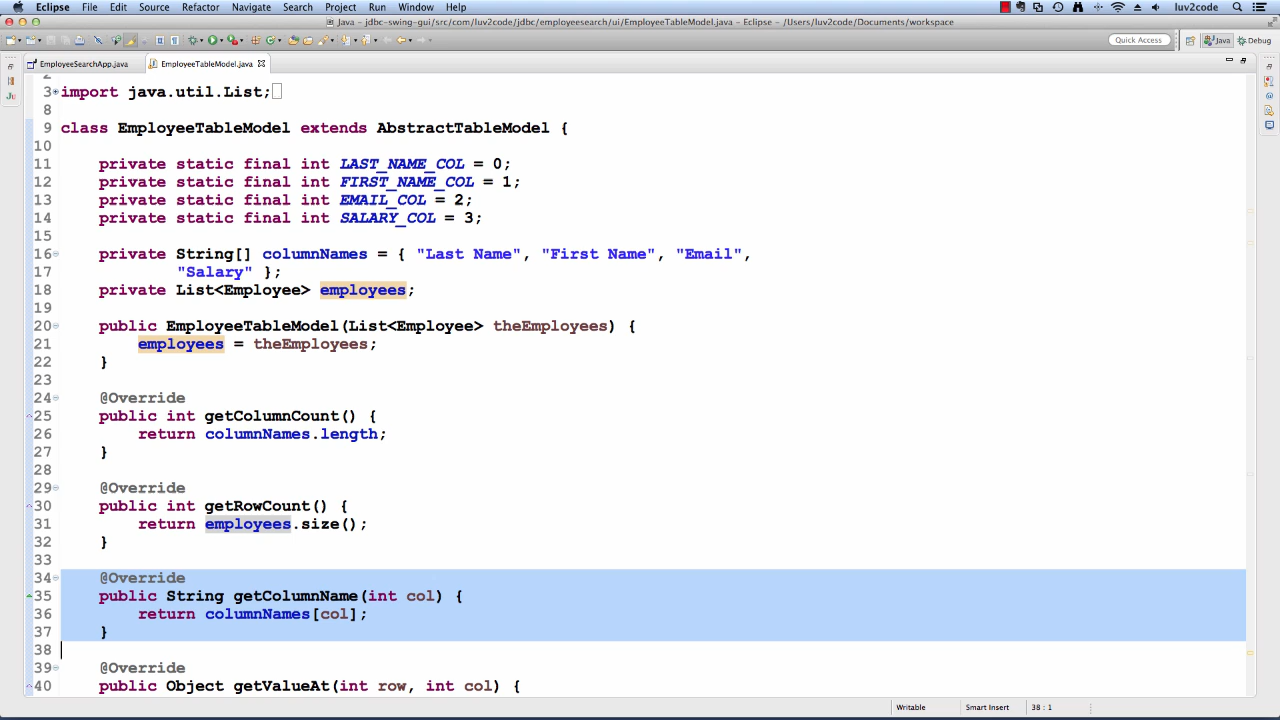 Eclipse File Edit Source Refactor Navigate Search Project Run Window Help luv2code
Java - jdbc-swing-gui/src/com/luv2code/jdbc/employeesearch/ui/EmployeeTableModel.java - Eclipse - /Users/luv2code/Documents/workspace
Quick Access Java Debug
EmployeeSearchApp.java EmployeeTableModel.java
2
3 import java.util.List;
8
9 class EmployeeTableModel extends AbstractTableModel {
10
11 private static final int LAST_NAME_COL = 0;
12 private static final int FIRST_NAME_COL = 1;
13 private static final int EMAIL_COL = 2;
14 private static final int SALARY_COL = 3;
15
16 private String[] columnNames = { "Last Name", "First Name", "Email",
17 "Salary" };
18 private List<Employee> employees;
19
20 public EmployeeTableModel(List<Employee> theEmployees) {
21 employees = theEmployees;
22 }
23
24 @Override
25 public int getColumnCount() {
26 return columnNames.length;
27 }
28
29 @Override
30 public int getRowCount() {
31 return employees.size();
32 }
33
34 @Override
35 public String getColumnName(int col) {
36 return columnNames[col];
37 }
38
39 @Override
40 public Object getValueAt(int row, int col) {
Writable Smart Insert 38 : 1